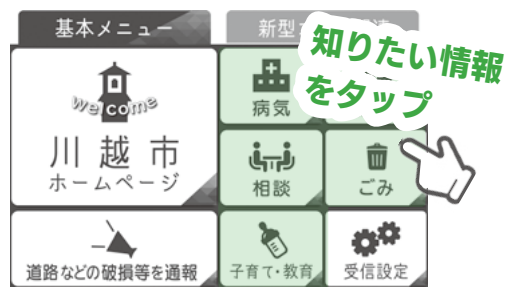 基本メニュー
新型
知りたい情報
をタップ
welcome
川越市
ホームページ
病気
相談
ごみ
道路などの破損等を通報
子育て・教育
受信設定